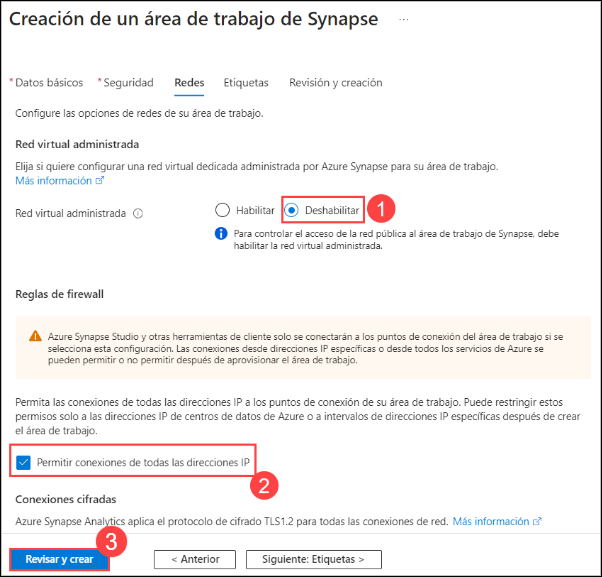 Creación de un área de trabajo de Synapse ...
* Datos básicos * Seguridad Redes Etiquetas Revisión y creación
Configure las opciones de redes de su área de trabajo.
Red virtual administrada
Elija si quiere configurar una red virtual dedicada administrada por Azure Synapse para su área de trabajo.
Más información
Red virtual administrada Habilitar Deshabilitar 1
Para controlar el acceso de la red pública al área de trabajo de Synapse, debe
habilitar la red virtual administrada.
Reglas de firewall
Azure Synapse Studio y otras herramientas de cliente solo se conectarán a los puntos de conexión del área de trabajo si se
selecciona esta configuración. Las conexiones desde direcciones IP específicas o desde todos los servicios de Azure se
pueden permitir o no permitir después de aprovisionar el área de trabajo.
Permita las conexiones de todas las direcciones IP a los puntos de conexión de su área de trabajo. Puede restringir estos
permisos solo a las direcciones IP de centros de datos de Azure o a intervalos de direcciones IP específicas después de crear
el área de trabajo.
Permitir conexiones de todas las direcciones IP
2
Conexiones cifradas
Azure Synapse Analytics aplica el protocolo de cifrado TLS1.2 para todas las conexiones de red. Más información
3
Revisar y crear < Anterior Siguiente: Etiquetas >